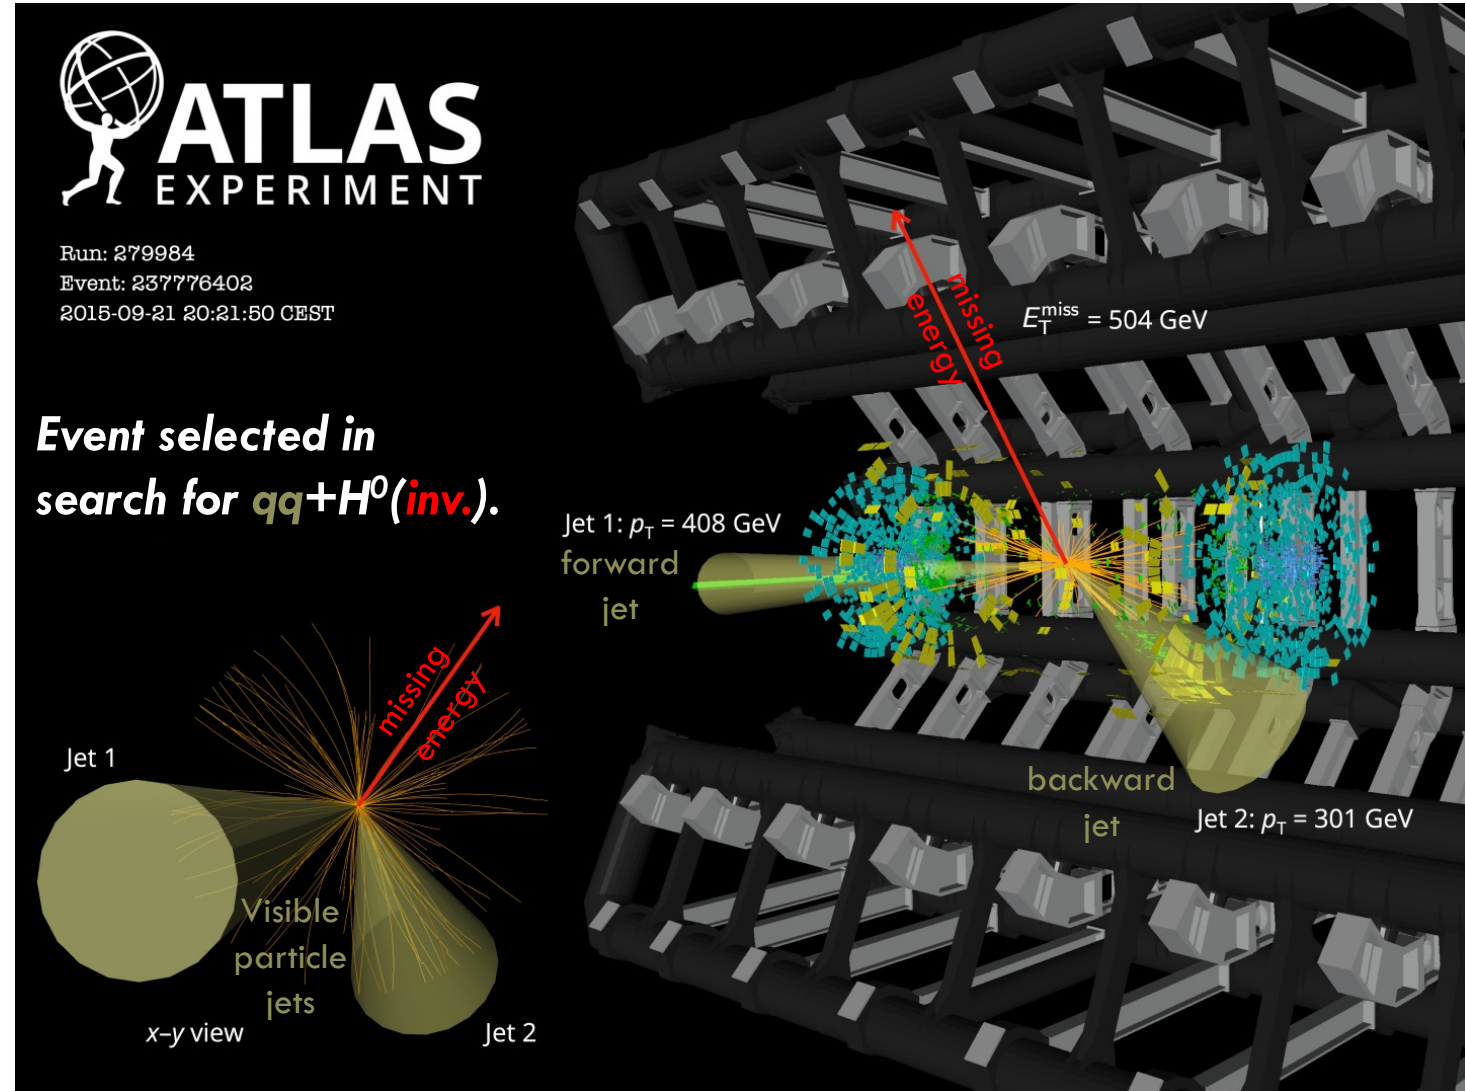 ATLAS
EXPERIMENT
Run: 279984
Event: 237776402
2015-09-21 20:21:50 CEST
Event selected in
search for qq+H⁰(inv.).
missing
energy
E_T^miss = 504 GeV
Jet 1: p_T = 408 GeV
forward
jet
backward
jet
Jet 2: p_T = 301 GeV
missing
energy
Jet 1
Visible
particle
jets
x–y view
Jet 2